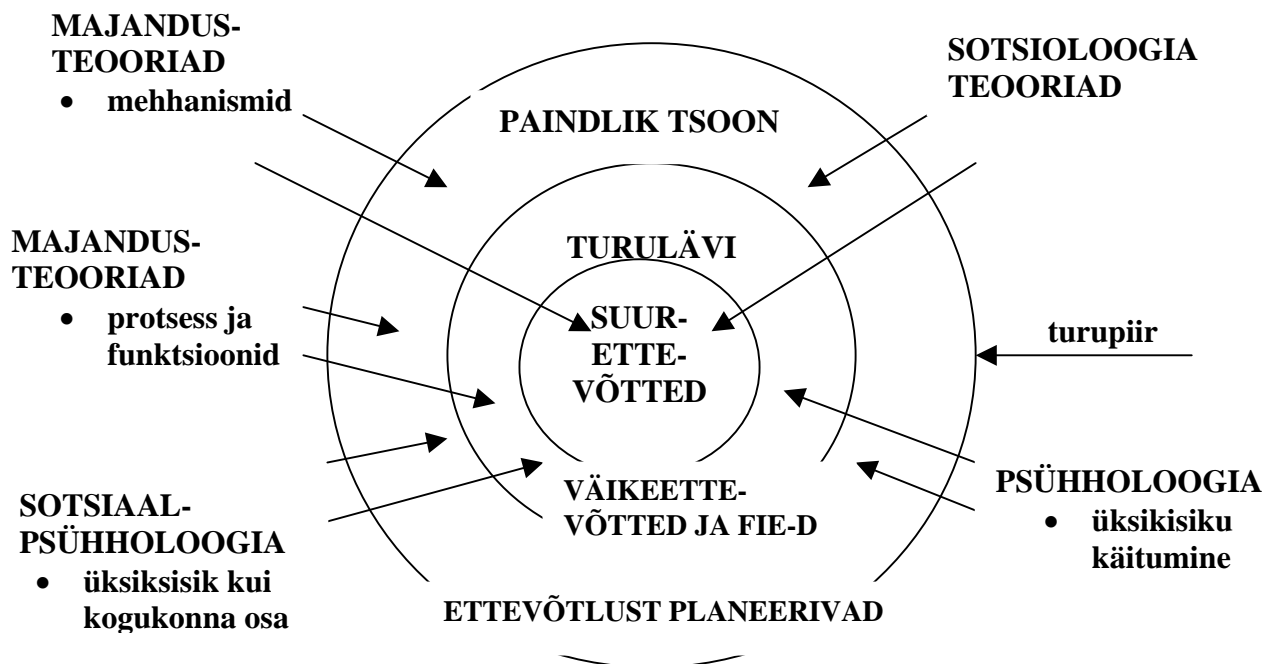 MAJANDUS-
TEOORIAD
• mehhanismid
SOTSIOLOOGIA
TEOORIAD
PAINDLIK TSOON
MAJANDUS-
TEOORIAD
• protsess ja
funktsioonid
TURULÄVI
SUUR-
ETTE-
VÕTTED
turupiir
SOTSIAAL-
PSÜHHOLOOGIA
• üksiksisik kui
kogukonna osa
VÄIKEETTE-
VÕTTED JA FIE-D
PSÜHHOLOOGIA
• üksikisiku
käitumine
ETTEVÕTLUST PLANEERIVAD